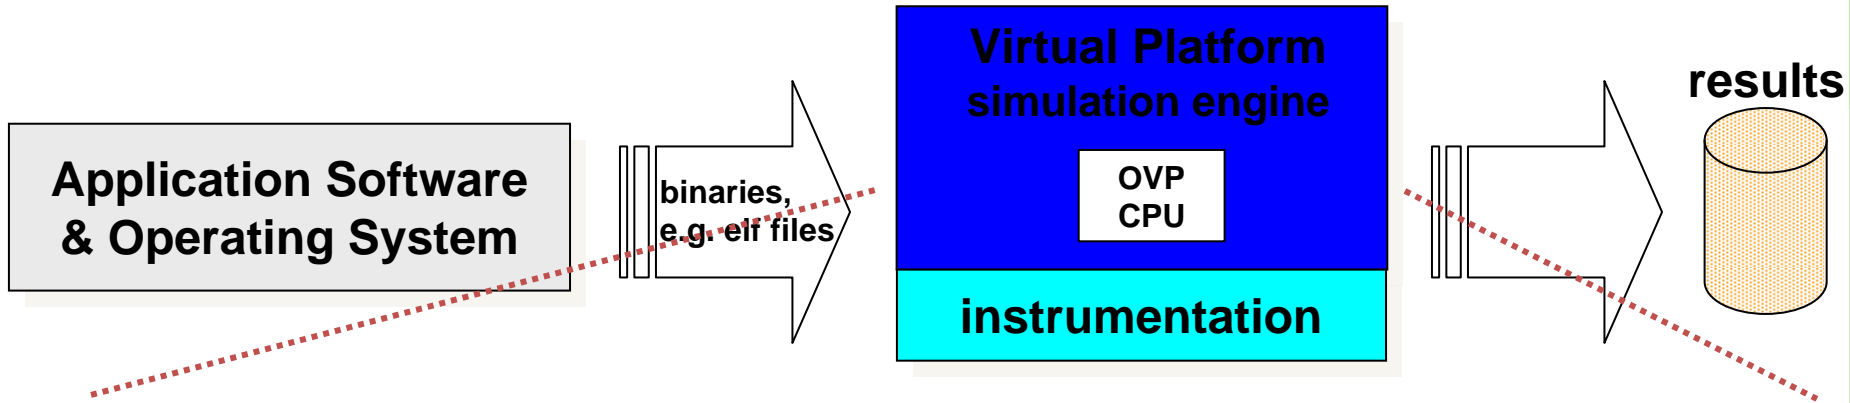 Application Software
& Operating System
binaries,
e.g. elf files
Virtual Platform
simulation engine
OVP
CPU
instrumentation
results